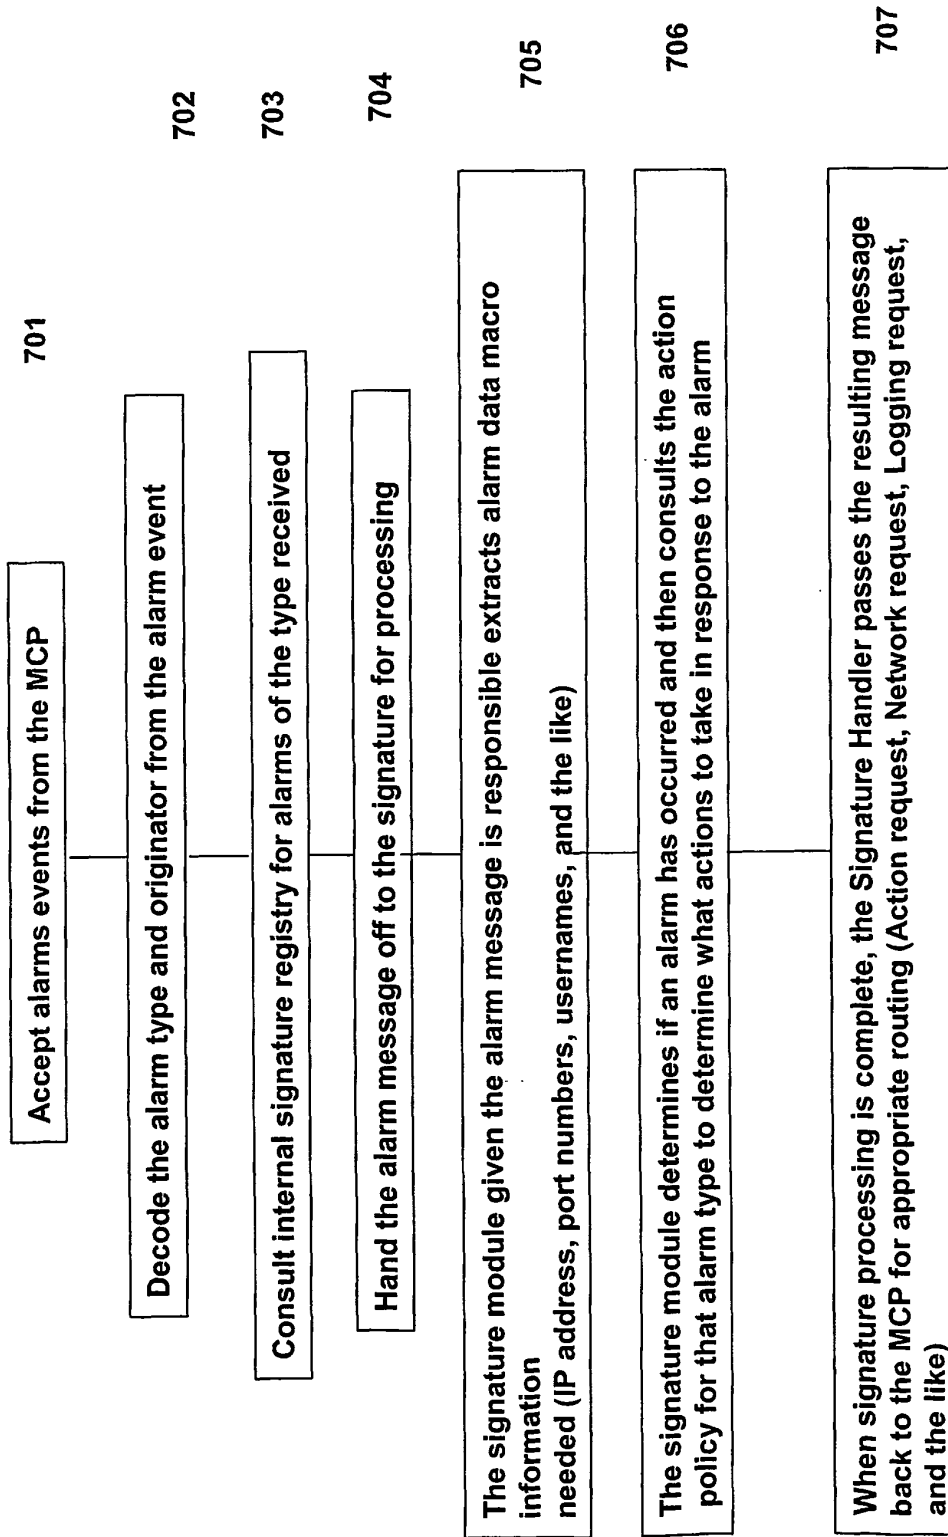 701
Accept alarms events from the MCP
702
Decode the alarm type and originator from the alarm event
703
Consult internal signature registry for alarms of the type received
704
Hand the alarm message off to the signature for processing
705
The signature module given the alarm message is responsible extracts alarm data macro
information
needed (IP address, port numbers, usernames, and the like)
706
The signature module determines if an alarm has occurred and then consults the action
policy for that alarm type to determine what actions to take in response to the alarm
707
When signature processing is complete, the Signature Handler passes the resulting message
back to the MCP for appropriate routing (Action request, Network request, Logging request,
and the like)